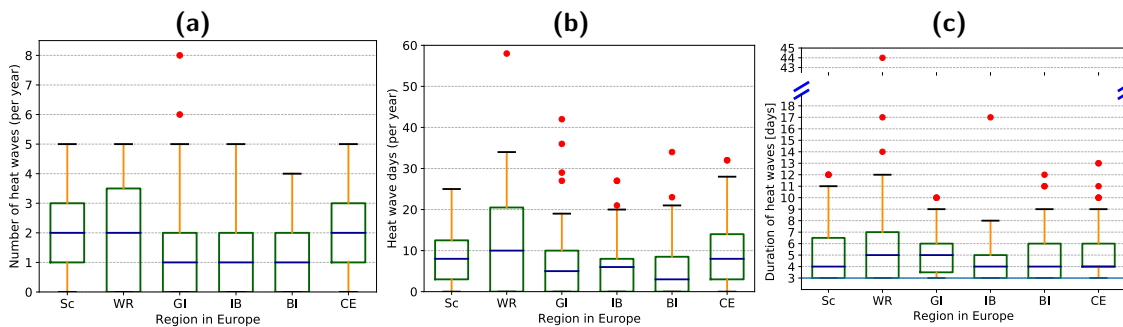 (a)
Number of heat waves (per year)
8
7
6
5
4
3
2
1
0
Sc WR GI IB BI CE
Region in Europe
(b)
Heat wave days (per year)
60
50
40
30
20
10
0
Sc WR GI IB BI CE
Region in Europe
(c)
Duration of heat waves [days]
45
44
43
18
17
16
15
14
13
12
11
10
9
8
7
6
5
4
3
Sc WR GI IB BI CE
Region in Europe